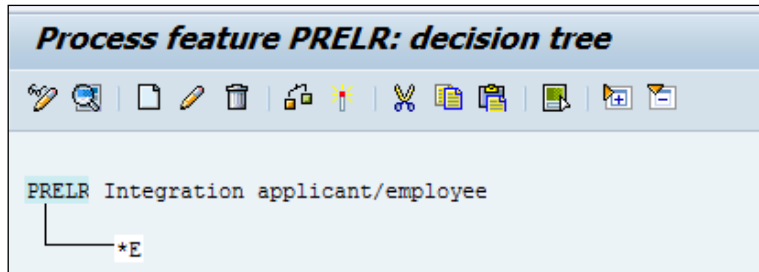 Process feature PRELR: decision tree
PRELR Integration applicant/employee
*E